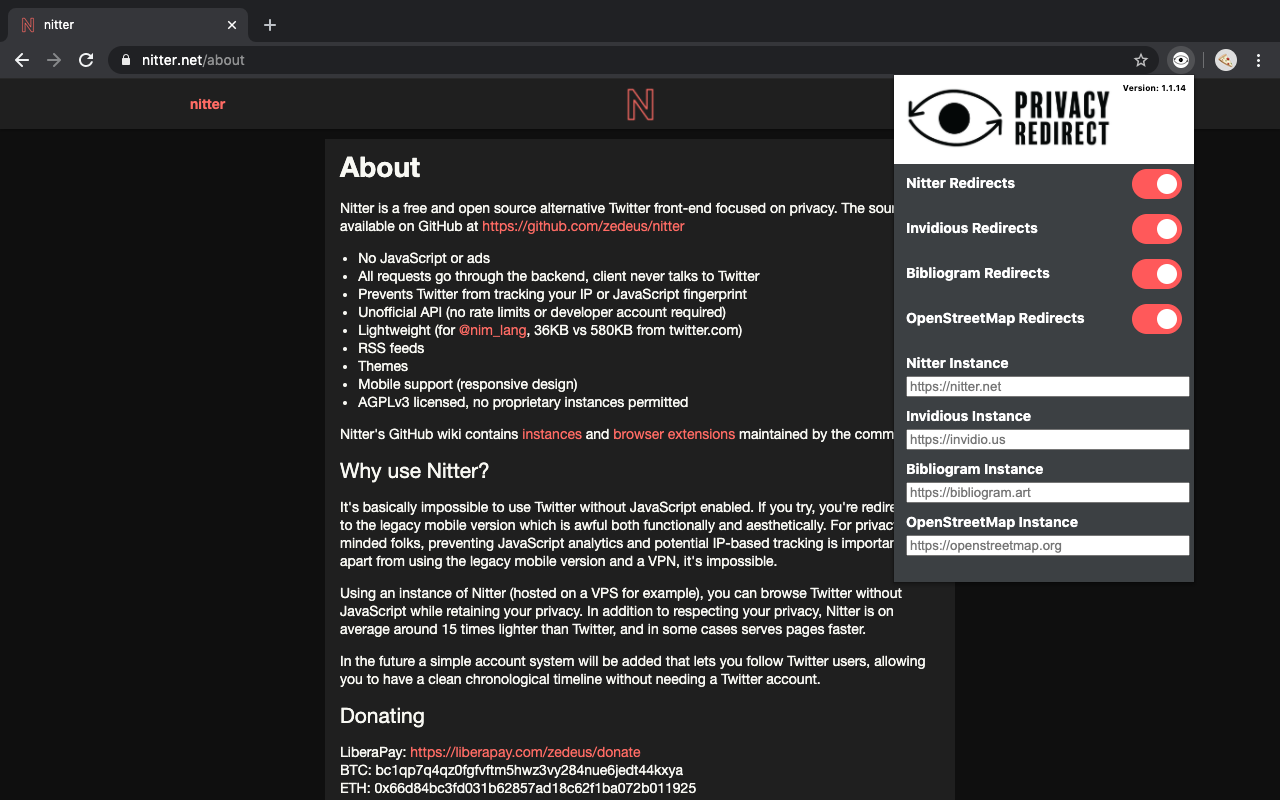 nitter
nitter.net/about
nitter
Version: 1.1.14
PRIVACY
REDIRECT
Nitter Redirects
Invidious Redirects
Bibliogram Redirects
OpenStreetMap Redirects
Nitter Instance
https://nitter.net
Invidious Instance
https://invidio.us
Bibliogram Instance
https://bibliogram.art
OpenStreetMap Instance
https://openstreetmap.org
About
Nitter is a free and open source alternative Twitter front-end focused on privacy. The sour
available on GitHub at https://github.com/zedeus/nitter
• No JavaScript or ads
• All requests go through the backend, client never talks to Twitter
• Prevents Twitter from tracking your IP or JavaScript fingerprint
• Unofficial API (no rate limits or developer account required)
• Lightweight (for @nim_lang, 36KB vs 580KB from twitter.com)
• RSS feeds
• Themes
• Mobile support (responsive design)
• AGPLv3 licensed, no proprietary instances permitted
Nitter's GitHub wiki contains instances and browser extensions maintained by the comm
Why use Nitter?
It's basically impossible to use Twitter without JavaScript enabled. If you try, you're redire
to the legacy mobile version which is awful both functionally and aesthetically. For privac
minded folks, preventing JavaScript analytics and potential IP-based tracking is importan
apart from using the legacy mobile version and a VPN, it's impossible.
Using an instance of Nitter (hosted on a VPS for example), you can browse Twitter without
JavaScript while retaining your privacy. In addition to respecting your privacy, Nitter is on
average around 15 times lighter than Twitter, and in some cases serves pages faster.
In the future a simple account system will be added that lets you follow Twitter users, allowing
you to have a clean chronological timeline without needing a Twitter account.
Donating
LiberaPay: https://liberapay.com/zedeus/donate
BTC: bc1qp7q4qz0fgfvftm5hwz3vy284nue6jedt44kxya
ETH: 0x66d84bc3fd031b62857ad18c62f1ba072b011925